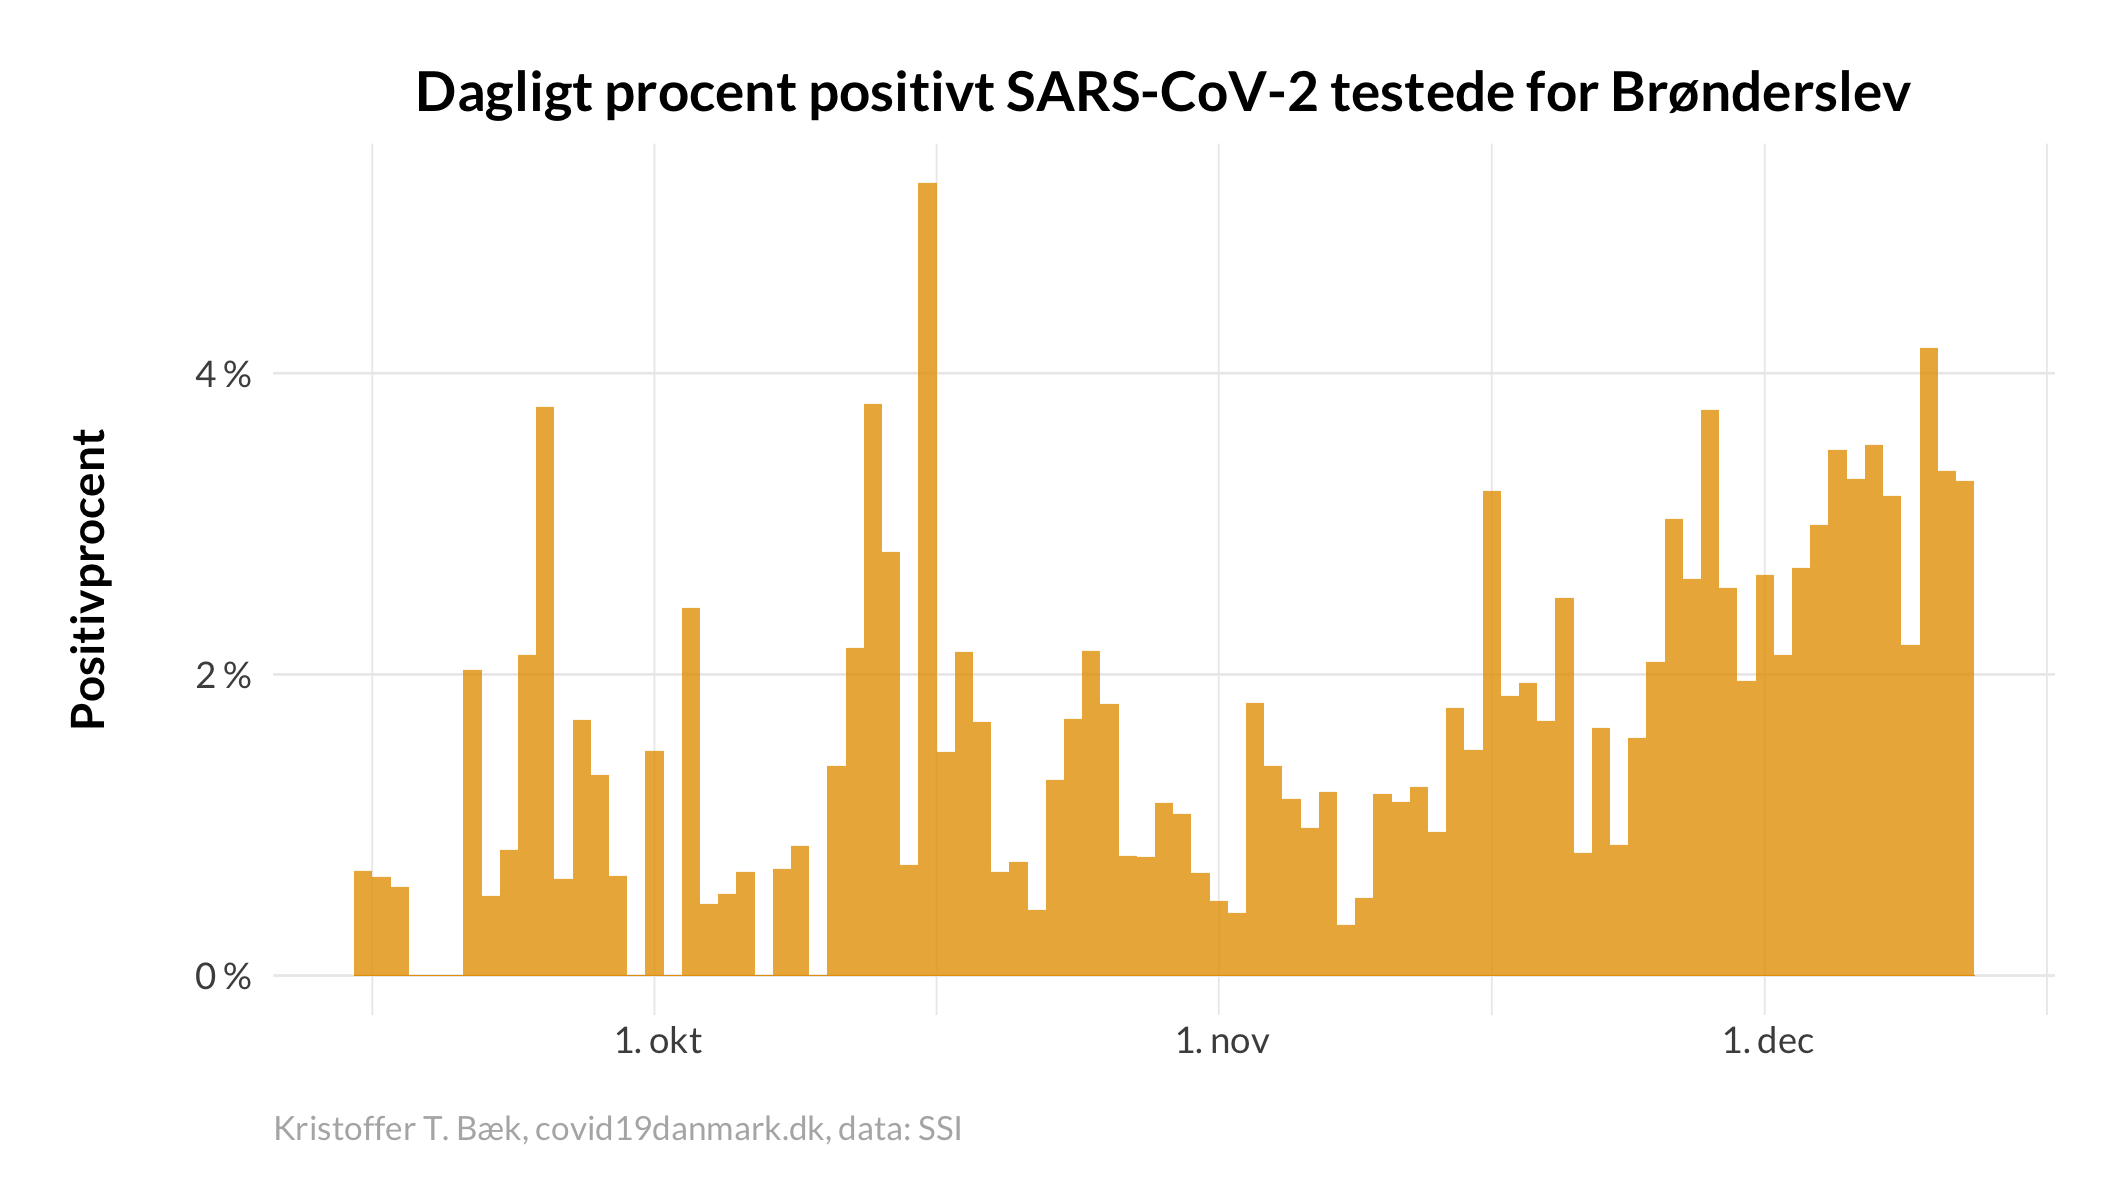 Dagligt procent positivt SARS-CoV-2 testede for Brønderslev
Positivprocent
4 %
2 %
0 %
1. okt
1. nov
1. dec
Kristoffer T. Bæk, covid19danmark.dk, data: SSI